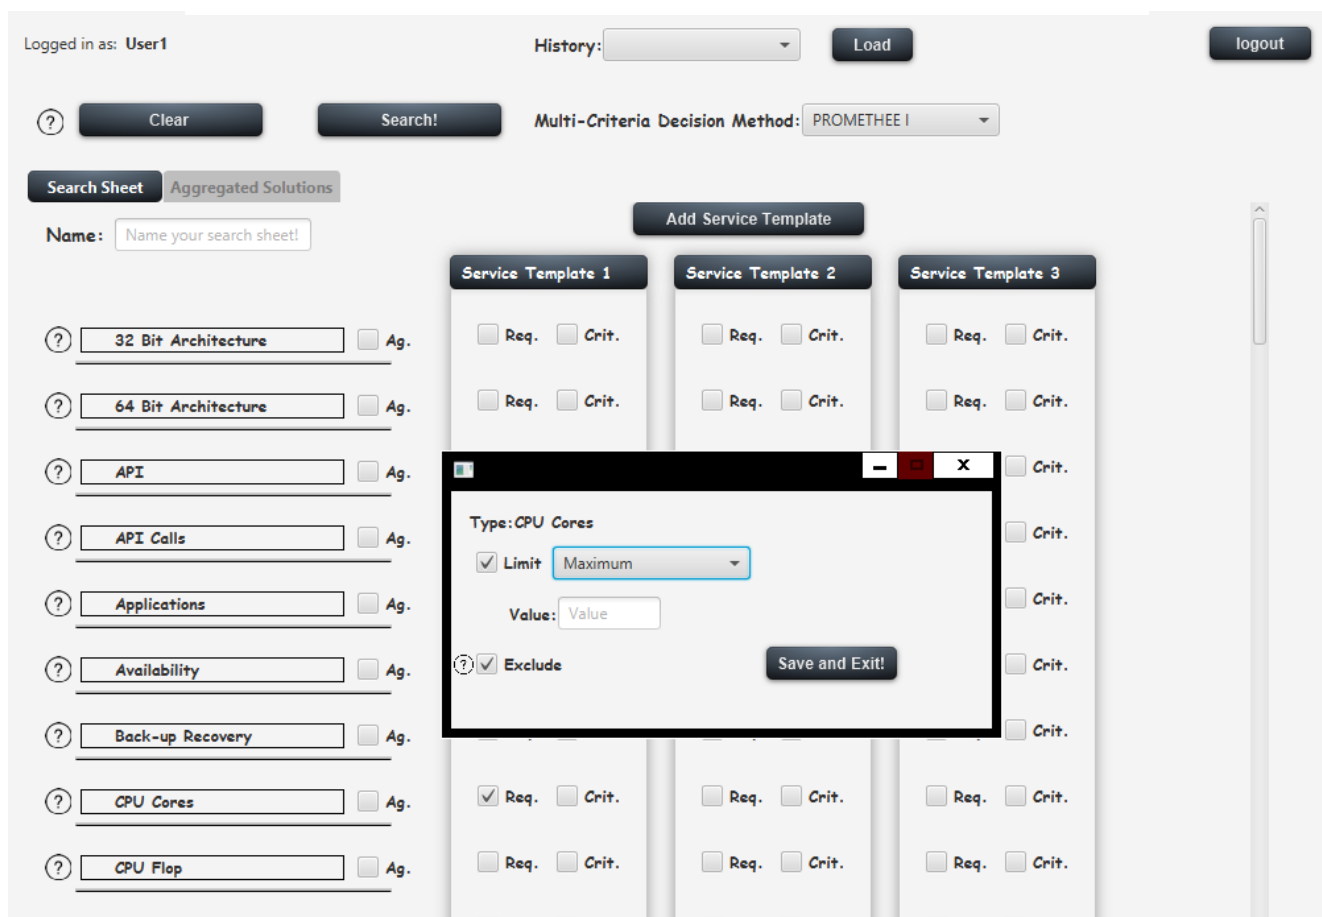 Logged in as: User1 History: Load logout
? Clear Search! Multi-Criteria Decision Method: PROMETHEE I
Search Sheet Aggregated Solutions
Name: Name your search sheet! Add Service Template
Service Template 1 Service Template 2 Service Template 3
? 32 Bit Architecture Ag. Req. Crit. Req. Crit. Req. Crit.
? 64 Bit Architecture Ag. Req. Crit. Req. Crit. Req. Crit.
? API Ag. X Crit.
Type:CPU Cores
? API Calls Ag. Crit.
Limit Maximum
? Applications Ag. Crit.
Value: Value
? Availability Ag. ? Exclude Save and Exit! Crit.
? Back-up Recovery Ag. Crit.
? CPU Cores Ag. Req. Crit. Req. Crit. Req. Crit.
? CPU Flop Ag. Req. Crit. Req. Crit. Req. Crit.